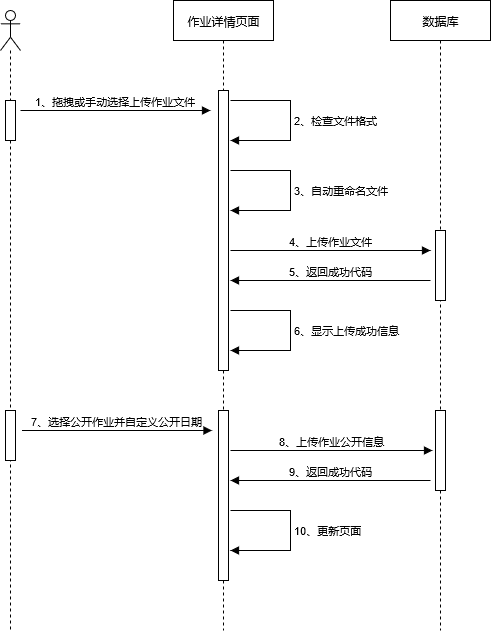 作业详情页面
数据库
1、拖拽或手动选择上传作业文件
2、检查文件格式
3、自动重命名文件
4、上传作业文件
5、返回成功代码
6、显示上传成功信息
7、选择公开作业并自定义公开日期
8、上传作业公开信息
9、返回成功代码
10、更新页面